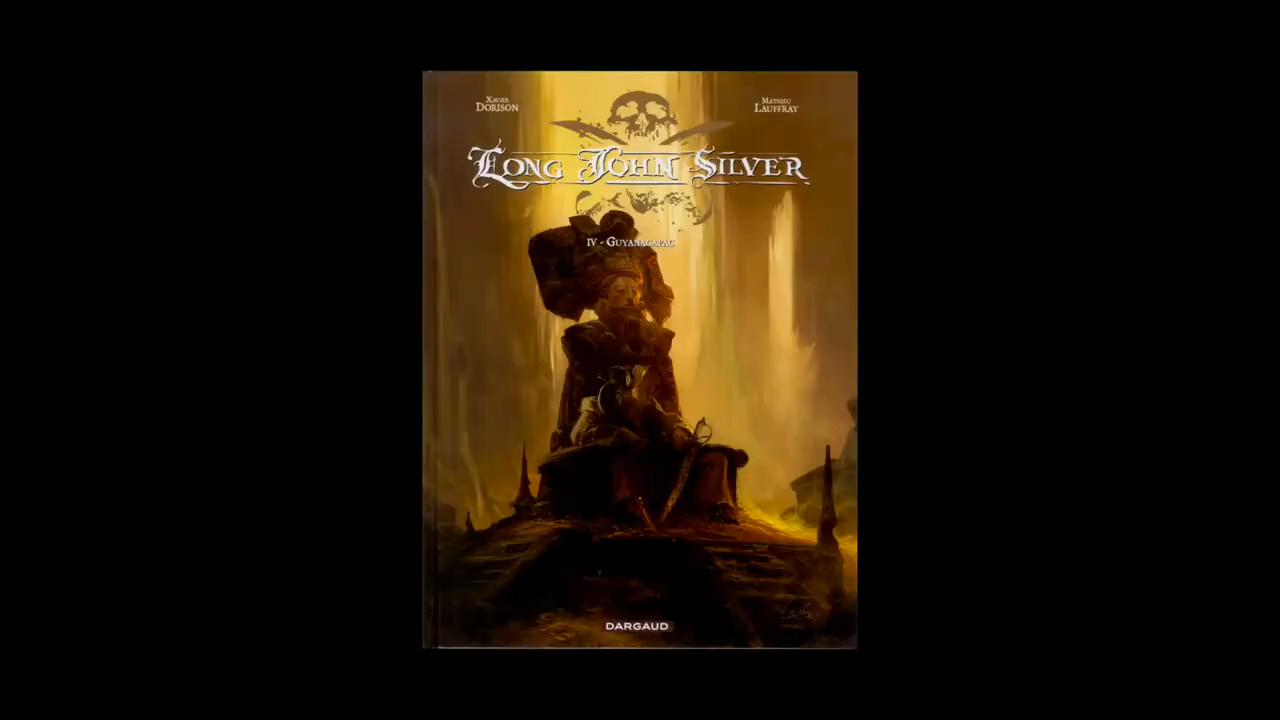 Xavier
Dorison
Mathieu
Lauffray
Long John Silver
IV - Guyanacapac
DARGAUD